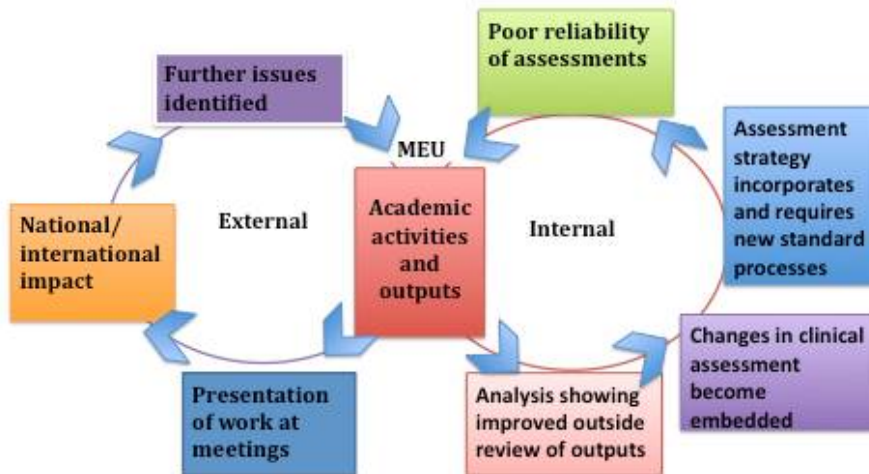 Poor reliability
of assessments
Further issues
identified
MEU
Assessment
strategy
incorporates
and requires
new standard
processes
National/
international
impact
External
Academic
activities
and
outputs
Internal
Changes in clinical
assessment
become
embedded
Presentation
of work at
meetings
Analysis showing
improved outside
review of outputs